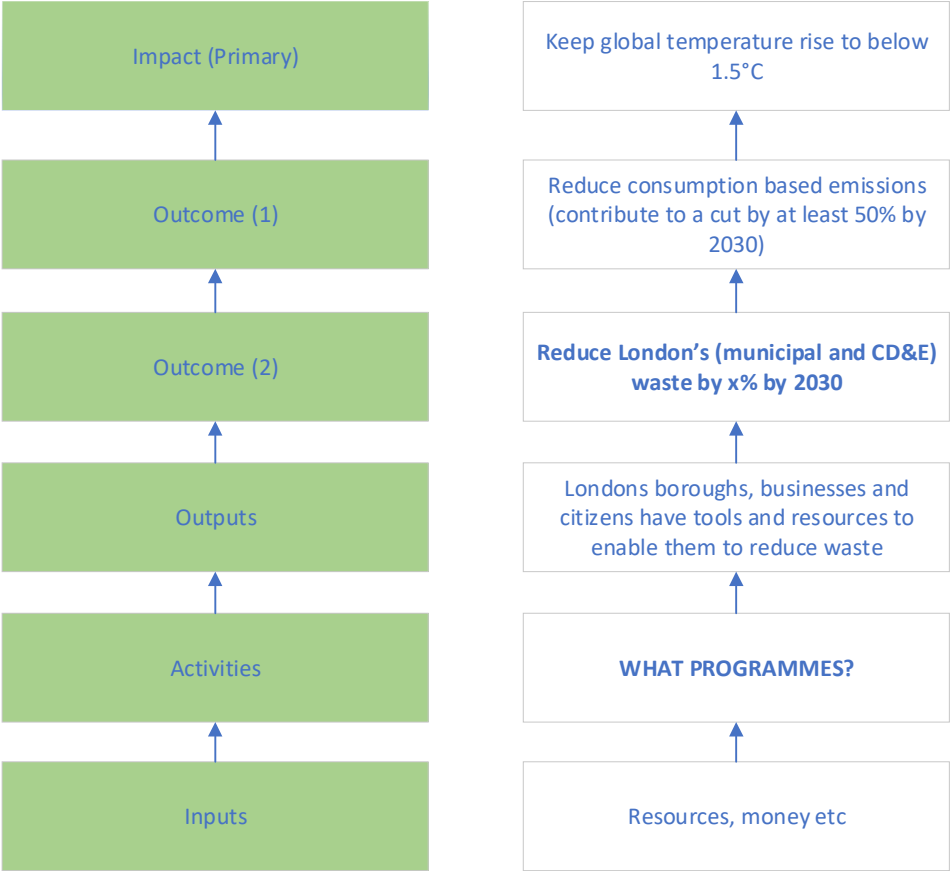 Impact (Primary)
Keep global temperature rise to below
1.5°C
Outcome (1)
Reduce consumption based emissions
(contribute to a cut by at least 50% by
2030)
Outcome (2)
Reduce London’s (municipal and CD&E)
waste by x% by 2030
Outputs
Londons boroughs, businesses and
citizens have tools and resources to
enable them to reduce waste
Activities
WHAT PROGRAMMES?
Inputs
Resources, money etc